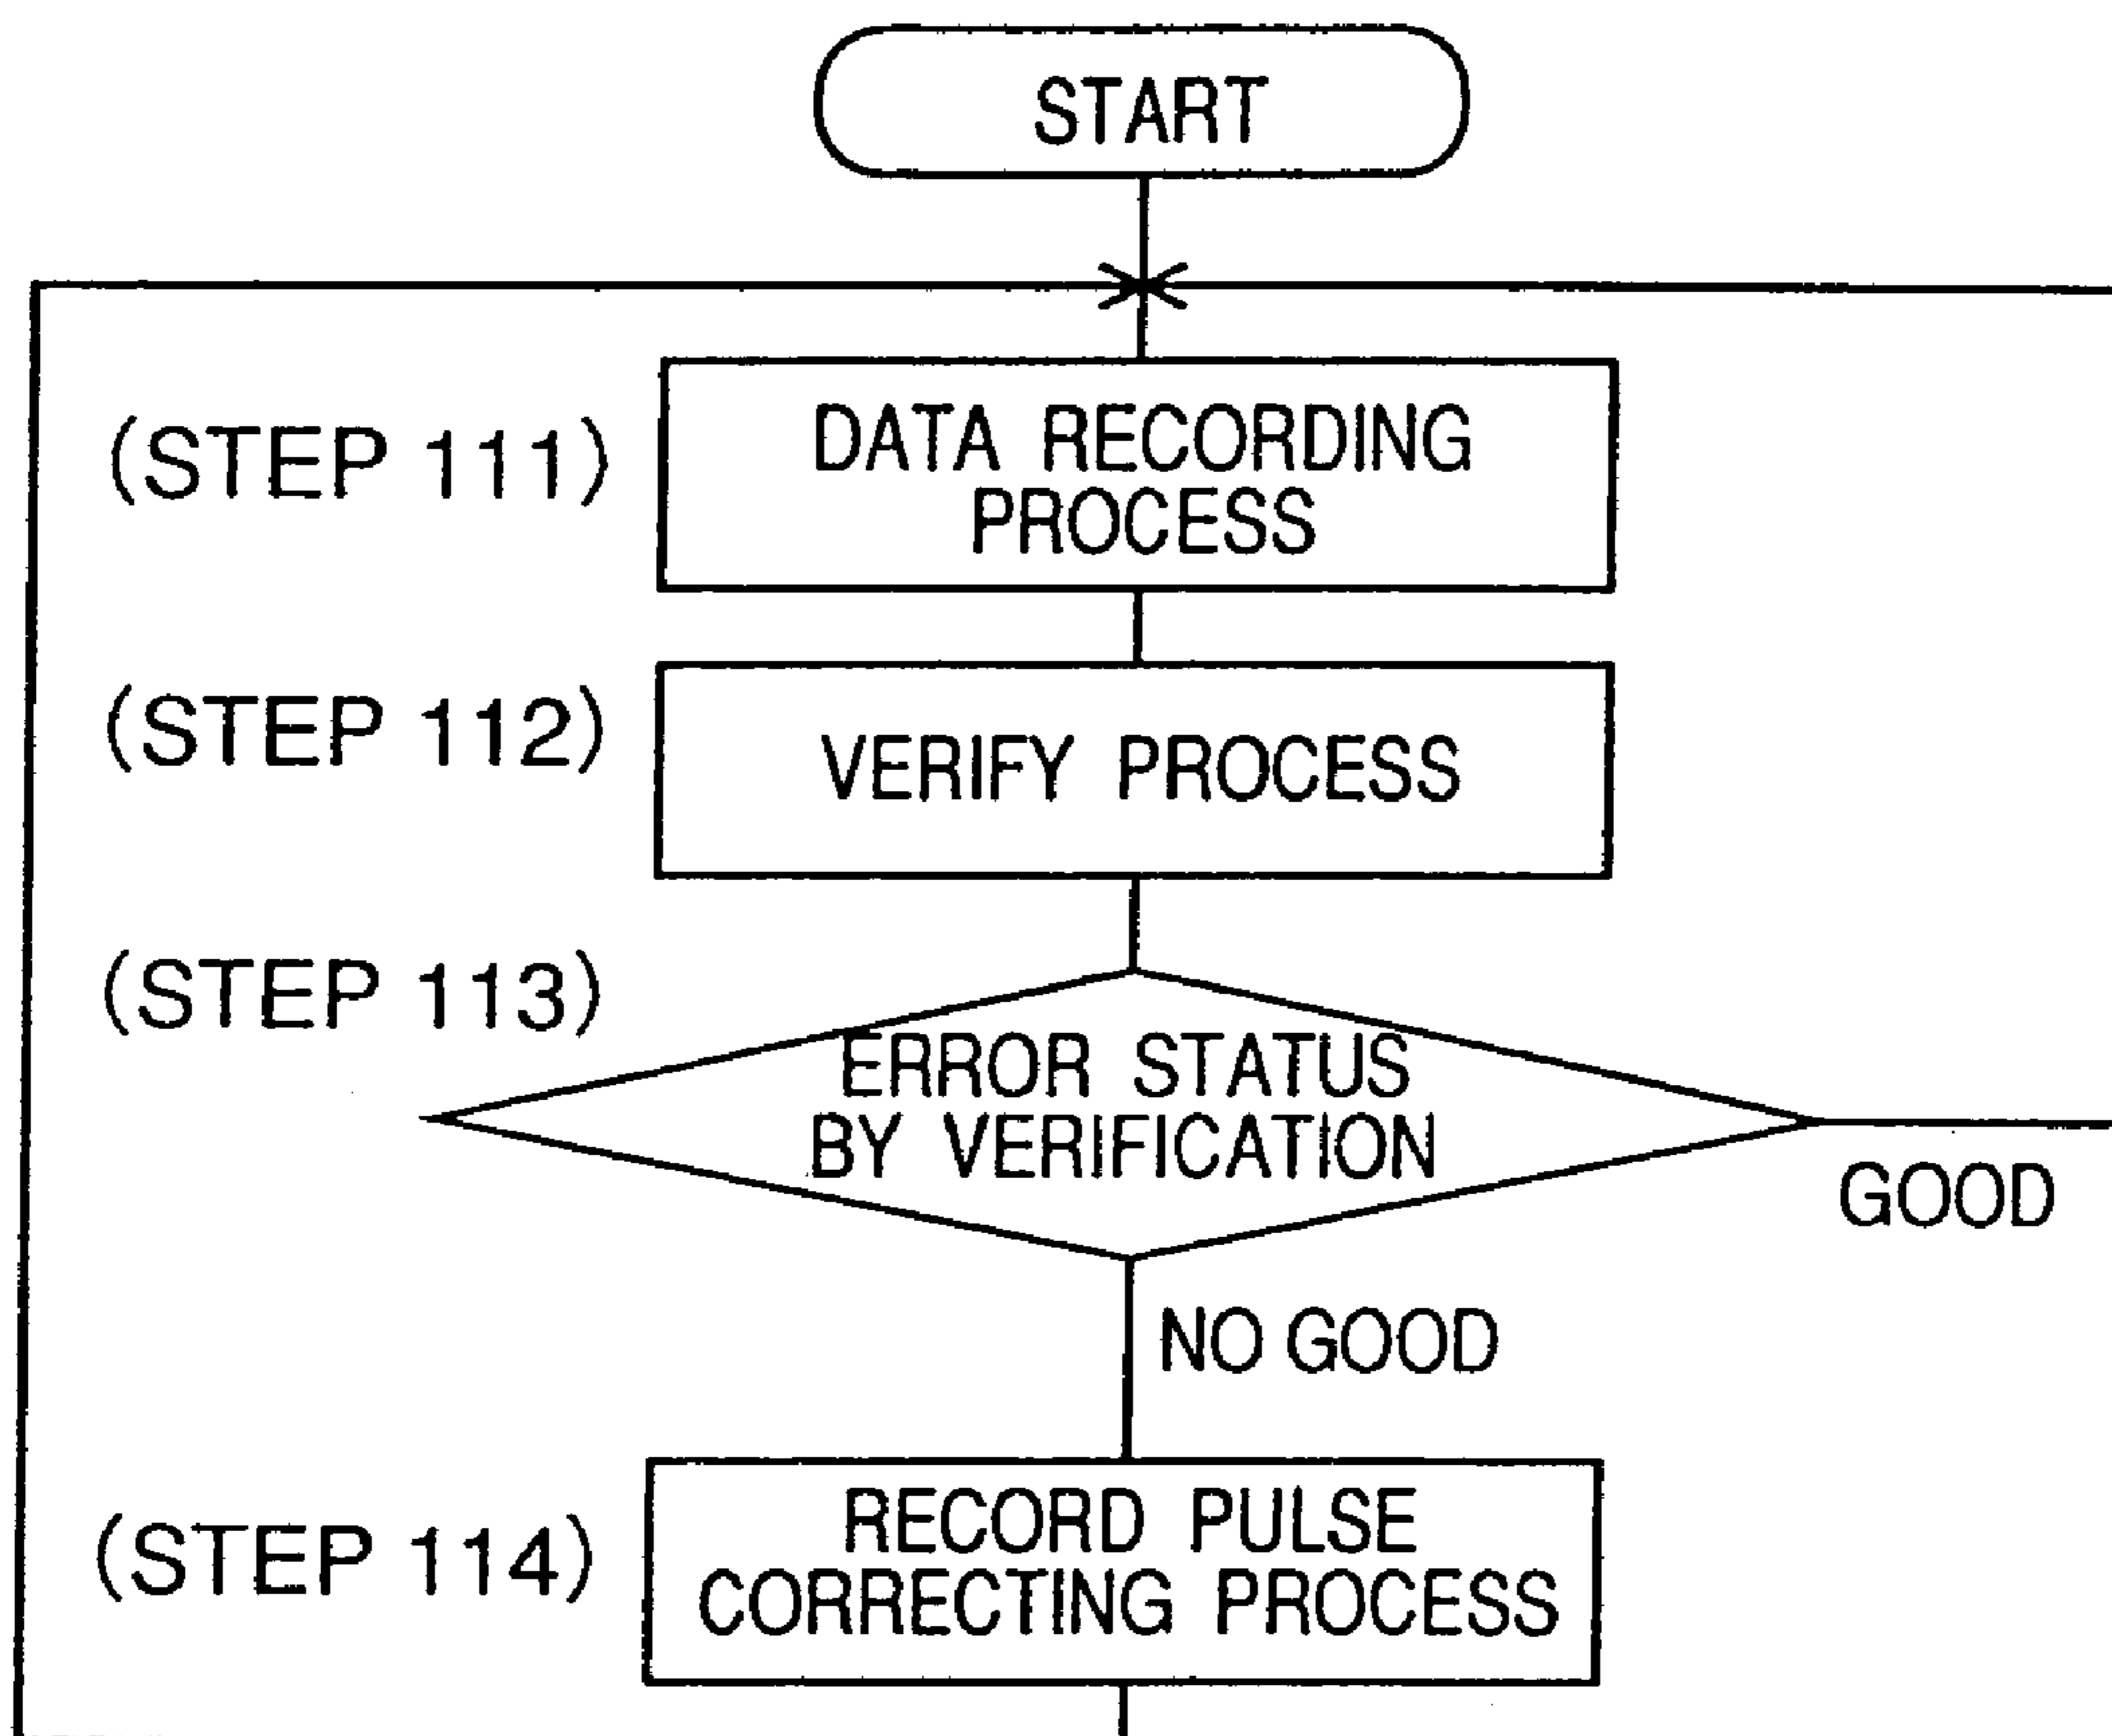 START
(STEP 111)
DATA RECORDING
PROCESS
(STEP 112)
VERIFY PROCESS
(STEP 113)
ERROR STATUS
BY VERIFICATION
GOOD
NO GOOD
(STEP 114)
RECORD PULSE
CORRECTING PROCESS